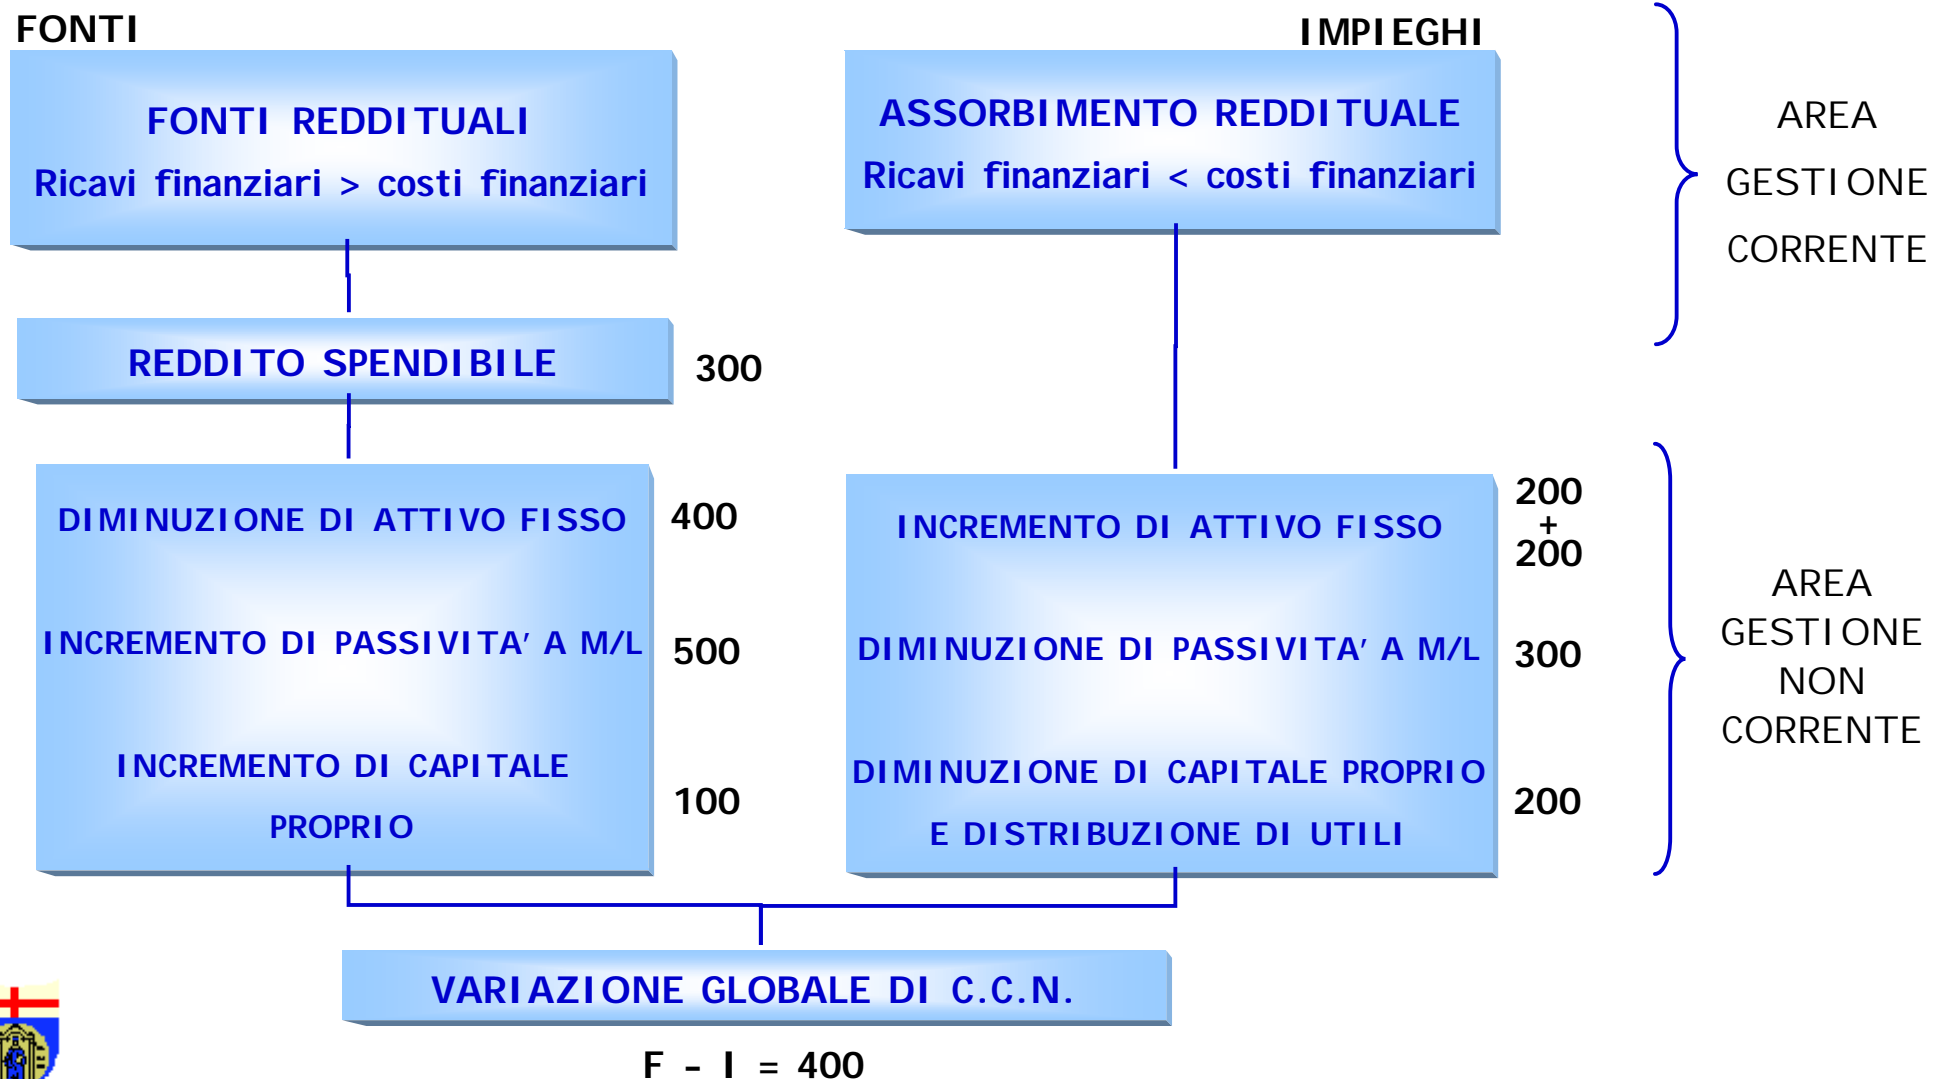 FONTI
FONTI REDDITUALI
Ricavi finanziari > costi finanziari
REDDITO SPENDIBILE
300
DIMINUZIONE DI ATTIVO FISSO
400
INCREMENTO DI PASSIVITA' A M/L
500
INCREMENTO DI CAPITALE
PROPRIO
100
IMPIEGHI
ASSORBIMENTO REDDITUALE
Ricavi finanziari < costi finanziari
INCREMENTO DI ATTIVO FISSO
200
+
200
DIMINUZIONE DI PASSIVITA' A M/L
300
DIMINUZIONE DI CAPITALE PROPRIO
E DISTRIBUZIONE DI UTILI
200
AREA
GESTIONE
CORRENTE
AREA
GESTIONE
NON
CORRENTE
VARIAZIONE GLOBALE DI C.C.N.
F - I = 400